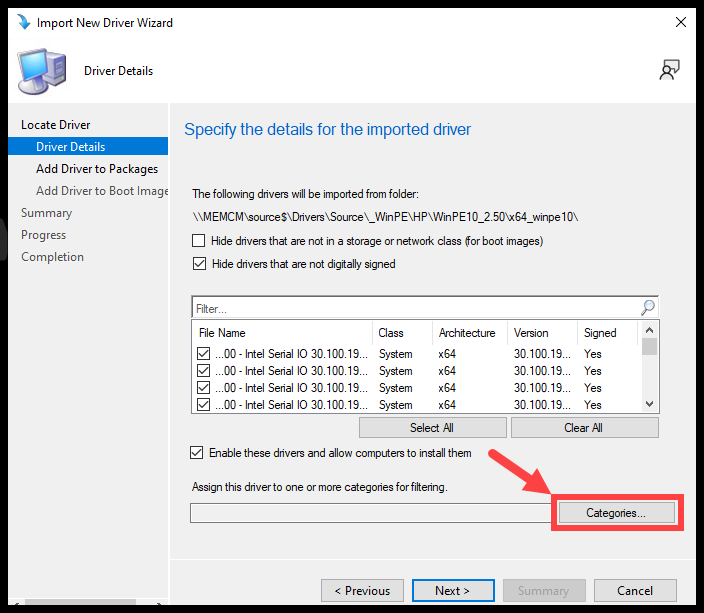 Import New Driver Wizard
Driver Details
Locate Driver
Driver Details
Add Driver to Packages
Add Driver to Boot Image
Summary
Progress
Completion
Specify the details for the imported driver
The following drivers will be imported from folder:
\\MEMCM\source$\Drivers\Source\_WinPE\HP\WinPE10_2.50\x64_winpe10\
Hide drivers that are not in a storage or network class (for boot images)
Hide drivers that are not digitally signed
Filter...
File Name Class Architecture Version Signed
...00 - Intel Serial IO 30.100.19... System x64 30.100.19... Yes
...00 - Intel Serial IO 30.100.19... System x64 30.100.19... Yes
...00 - Intel Serial IO 30.100.19... System x64 30.100.19... Yes
...00 - Intel Serial IO 30.100.19... System x64 30.100.19... Yes
Select All Clear All
Enable these drivers and allow computers to install them
Assign this driver to one or more categories for filtering.
Categories...
< Previous Next > Summary Cancel